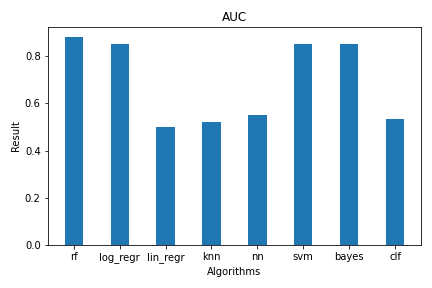 AUC
Result
0.8
0.6
0.4
0.2
0.0
rf log_regr lin_regr knn nn svm bayes clf
Algorithms